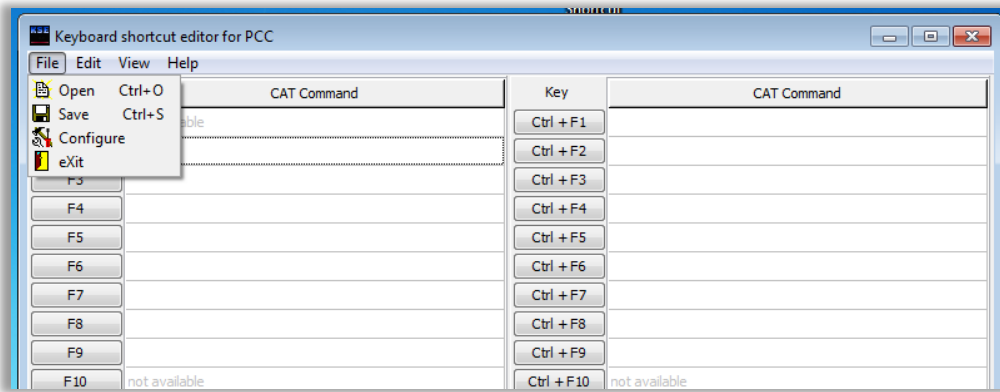 Shortcut
Keyboard shortcut editor for PCC
File Edit View Help
Open Ctrl+O
Save Ctrl+S
Configure
eXit
CAT Command Key CAT Command
Ctrl + F1
Ctrl + F2
F3 Ctrl + F3
F4 Ctrl + F4
F5 Ctrl + F5
F6 Ctrl + F6
F7 Ctrl + F7
F8 Ctrl + F8
F9 Ctrl + F9
F10 not available Ctrl + F10 not available